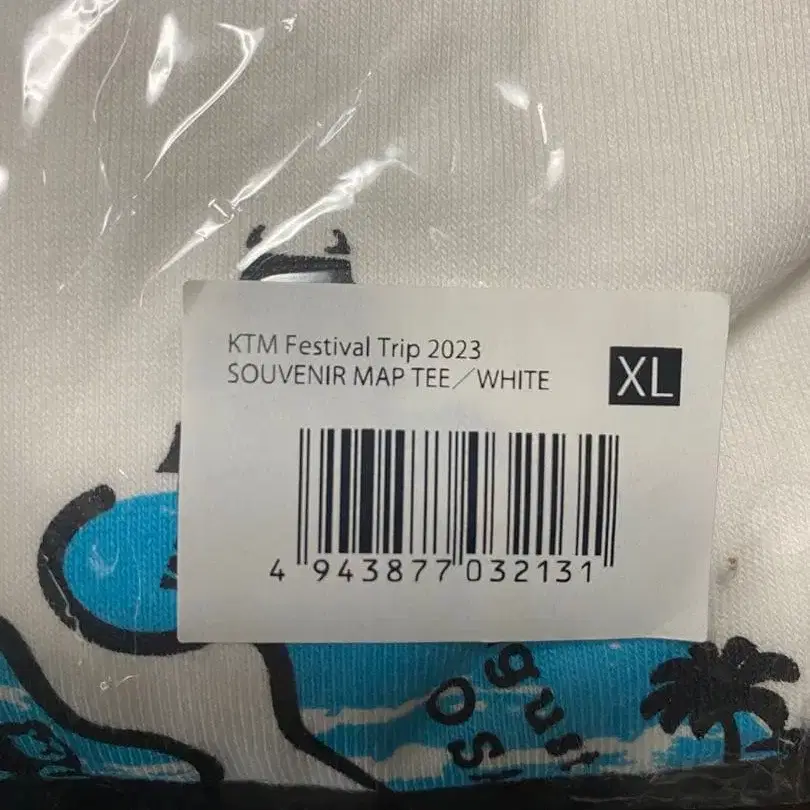 KTM Festival Trip 2023
SOUVENIR MAP TEE／WHITE
XL
4 943877 032131